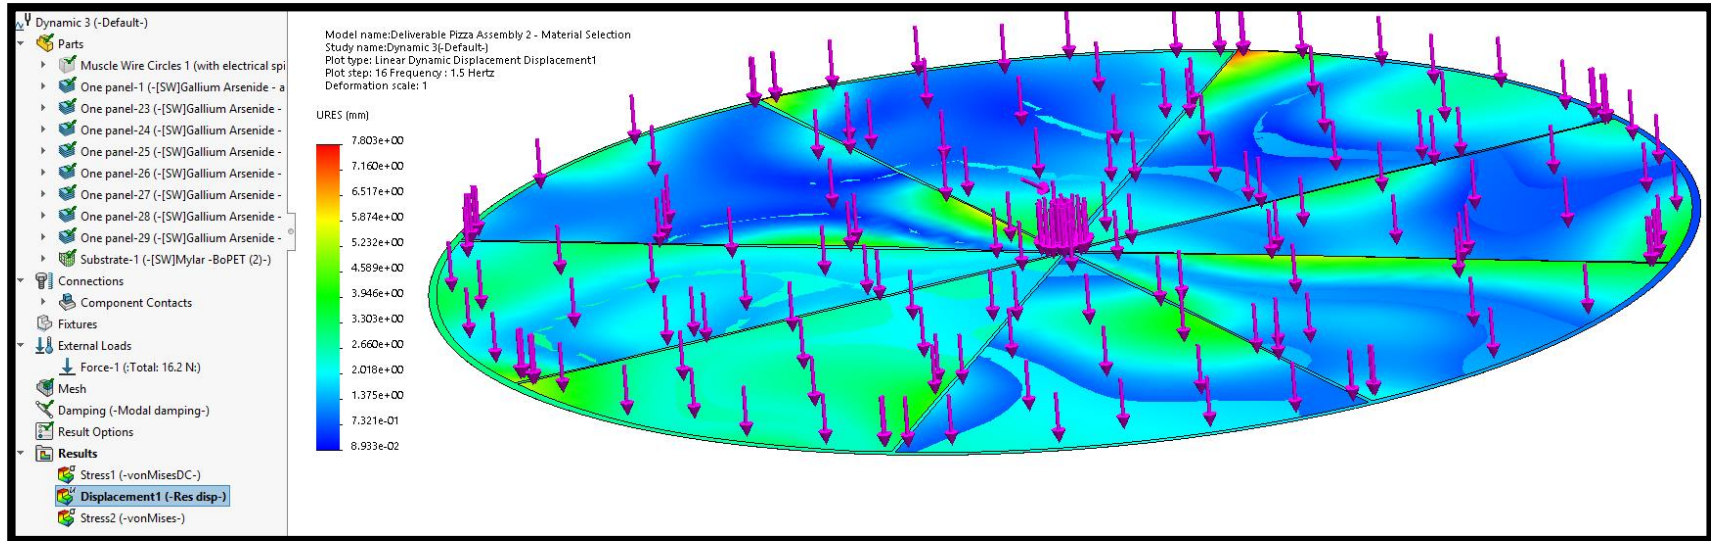 Dynamic 3 (-Default-)
Parts
Muscle Wire Circles 1 (with electrical spi
One panel-1 (-[SW]Gallium Arsenide - a
One panel-23 (-[SW]Gallium Arsenide -
One panel-24 (-[SW]Gallium Arsenide -
One panel-25 (-[SW]Gallium Arsenide -
One panel-26 (-[SW]Gallium Arsenide -
One panel-27 (-[SW]Gallium Arsenide -
One panel-28 (-[SW]Gallium Arsenide -
One panel-29 (-[SW]Gallium Arsenide -
Substrate-1 (-[SW]Mylar -BoPET (2)-)
Connections
Component Contacts
Fixtures
External Loads
Force-1 (:Total: 16.2 N:)
Mesh
Damping (-Modal damping-)
Result Options
Results
Stress1 (-vonMisesDC-)
Displacement1 (-Res disp-)
Stress2 (-vonMises-)
Model name:Deliverable Pizza Assembly 2 - Material Selection
Study name:Dynamic 3(-Default-)
Plot type: Linear Dynamic Displacement Displacement1
Plot step: 16 Frequency : 1.5 Hertz
Deformation scale: 1
URES (mm)
7.803e+00
7.160e+00
6.517e+00
5.874e+00
5.232e+00
4.589e+00
3.946e+00
3.303e+00
2.660e+00
2.018e+00
1.375e+00
7.321e-01
8.933e-02